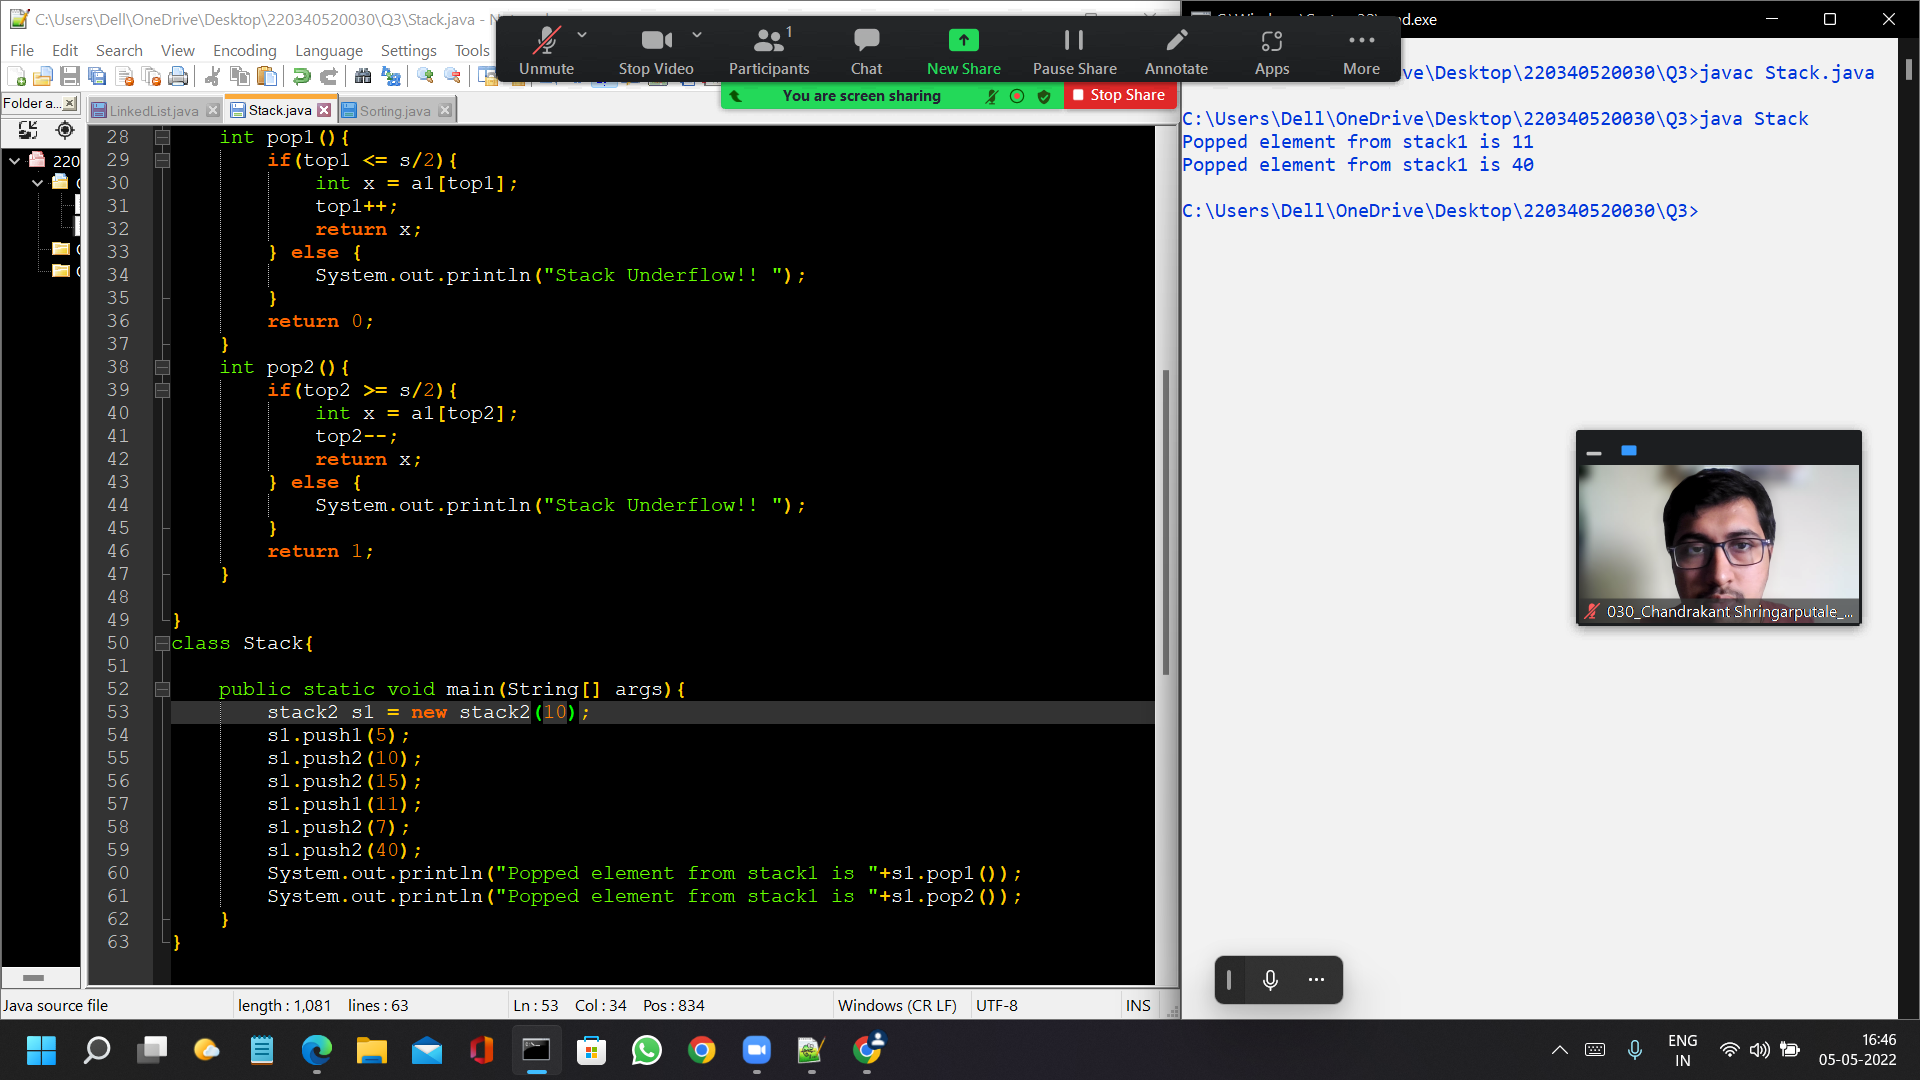 C:\Users\Dell\OneDrive\Desktop\220340520030\Q3\Stack.java -
File Edit Search View Encoding Language Settings Tools
Unmute Stop Video Participants 1 Chat New Share Pause Share Annotate Apps More
You are screen sharing Stop Share
Folder a...
LinkedList.java Stack.java Sorting.java
220
28 int pop1(){
29 if(top1 <= s/2){
30 int x = a1[top1];
31 top1++;
32 return x;
33 } else {
34 System.out.println("Stack Underflow!! ");
35 }
36 return 0;
37 }
38 int pop2(){
39 if(top2 >= s/2){
40 int x = a1[top2];
41 top2--;
42 return x;
43 } else {
44 System.out.println("Stack Underflow!! ");
45 }
46 return 1;
47 }
48
49 }
50 class Stack{
51
52 public static void main(String[] args){
53 stack2 s1 = new stack2(10);
54 s1.push1(5);
55 s1.push2(10);
56 s1.push2(15);
57 s1.push1(11);
58 s1.push2(7);
59 s1.push2(40);
60 System.out.println("Popped element from stack1 is "+s1.pop1());
61 System.out.println("Popped element from stack1 is "+s1.pop2());
62 }
63 }
Java source file length : 1,081 lines : 63 Ln : 53 Col : 34 Pos : 834 Windows (CR LF) UTF-8 INS
rive\Desktop\220340520030\Q3>javac Stack.java
C:\Users\Dell\OneDrive\Desktop\220340520030\Q3>java Stack
Popped element from stack1 is 11
Popped element from stack1 is 40
C:\Users\Dell\OneDrive\Desktop\220340520030\Q3>
030_Chandrakant Shringarputale_...
ENG
IN
16:46
05-05-2022